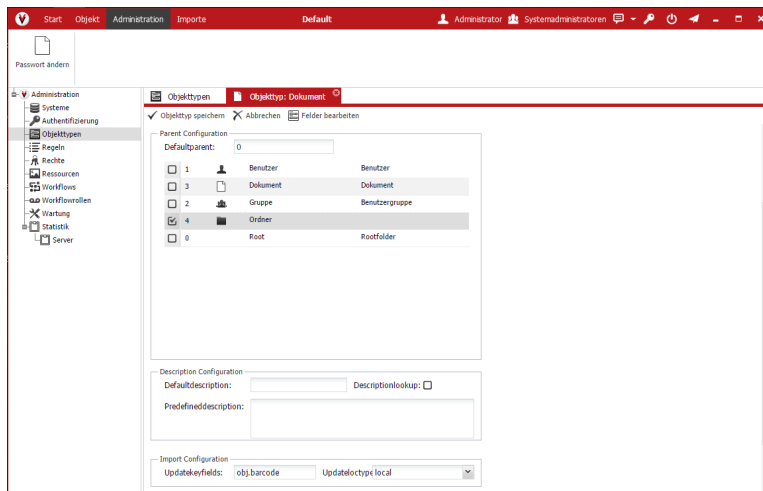 Start Objekt Administration Importe Default Administrator Systemadministratoren
Passwort ändern
Administration
Systeme
Authentifizierung
Objekttypen
Regeln
Rechte
Ressourcen
Workflows
Workflowrollen
Wartung
Statistik
Server
Objekttypen Objekttyp: Dokument
Objekttyp speichern Abbrechen Felder bearbeiten
Parent Configuration
Defaultparent: 0
1 Benutzer Benutzer
3 Dokument Dokument
2 Gruppe Benutzergruppe
4 Ordner
0 Root Rootfolder
Description Configuration
Defaultdescription: Descriptionlookup:
Predefineddescription:
Import Configuration
Updatekeyfields: obj.barcode Updateloctype local